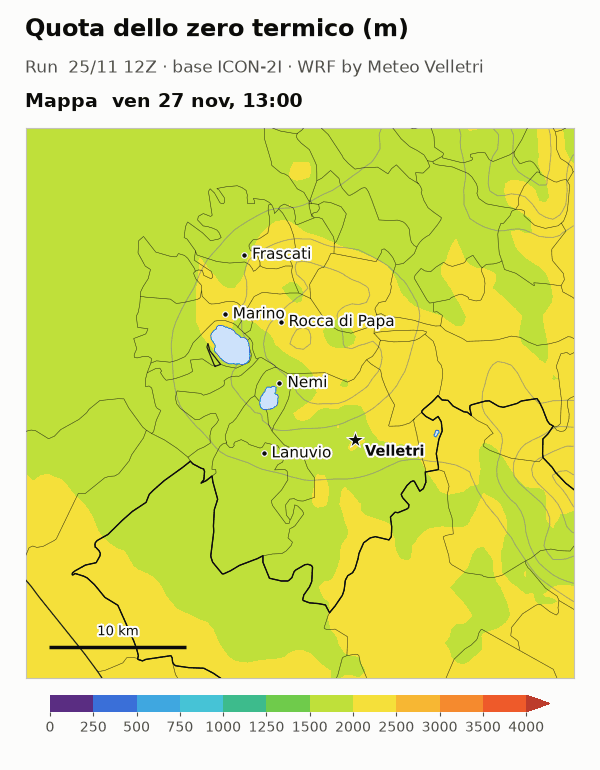 Quota dello zero termico (m)
Run 25/11 12Z · base ICON-2I · WRF by Meteo Velletri
Mappa ven 27 nov, 13:00
Frascati
Marino
Rocca di Papa
Nemi
Velletri
Lanuvio
10 km
0 250 500 750 1000 1250 1500 2000 2500 3000 3500 4000